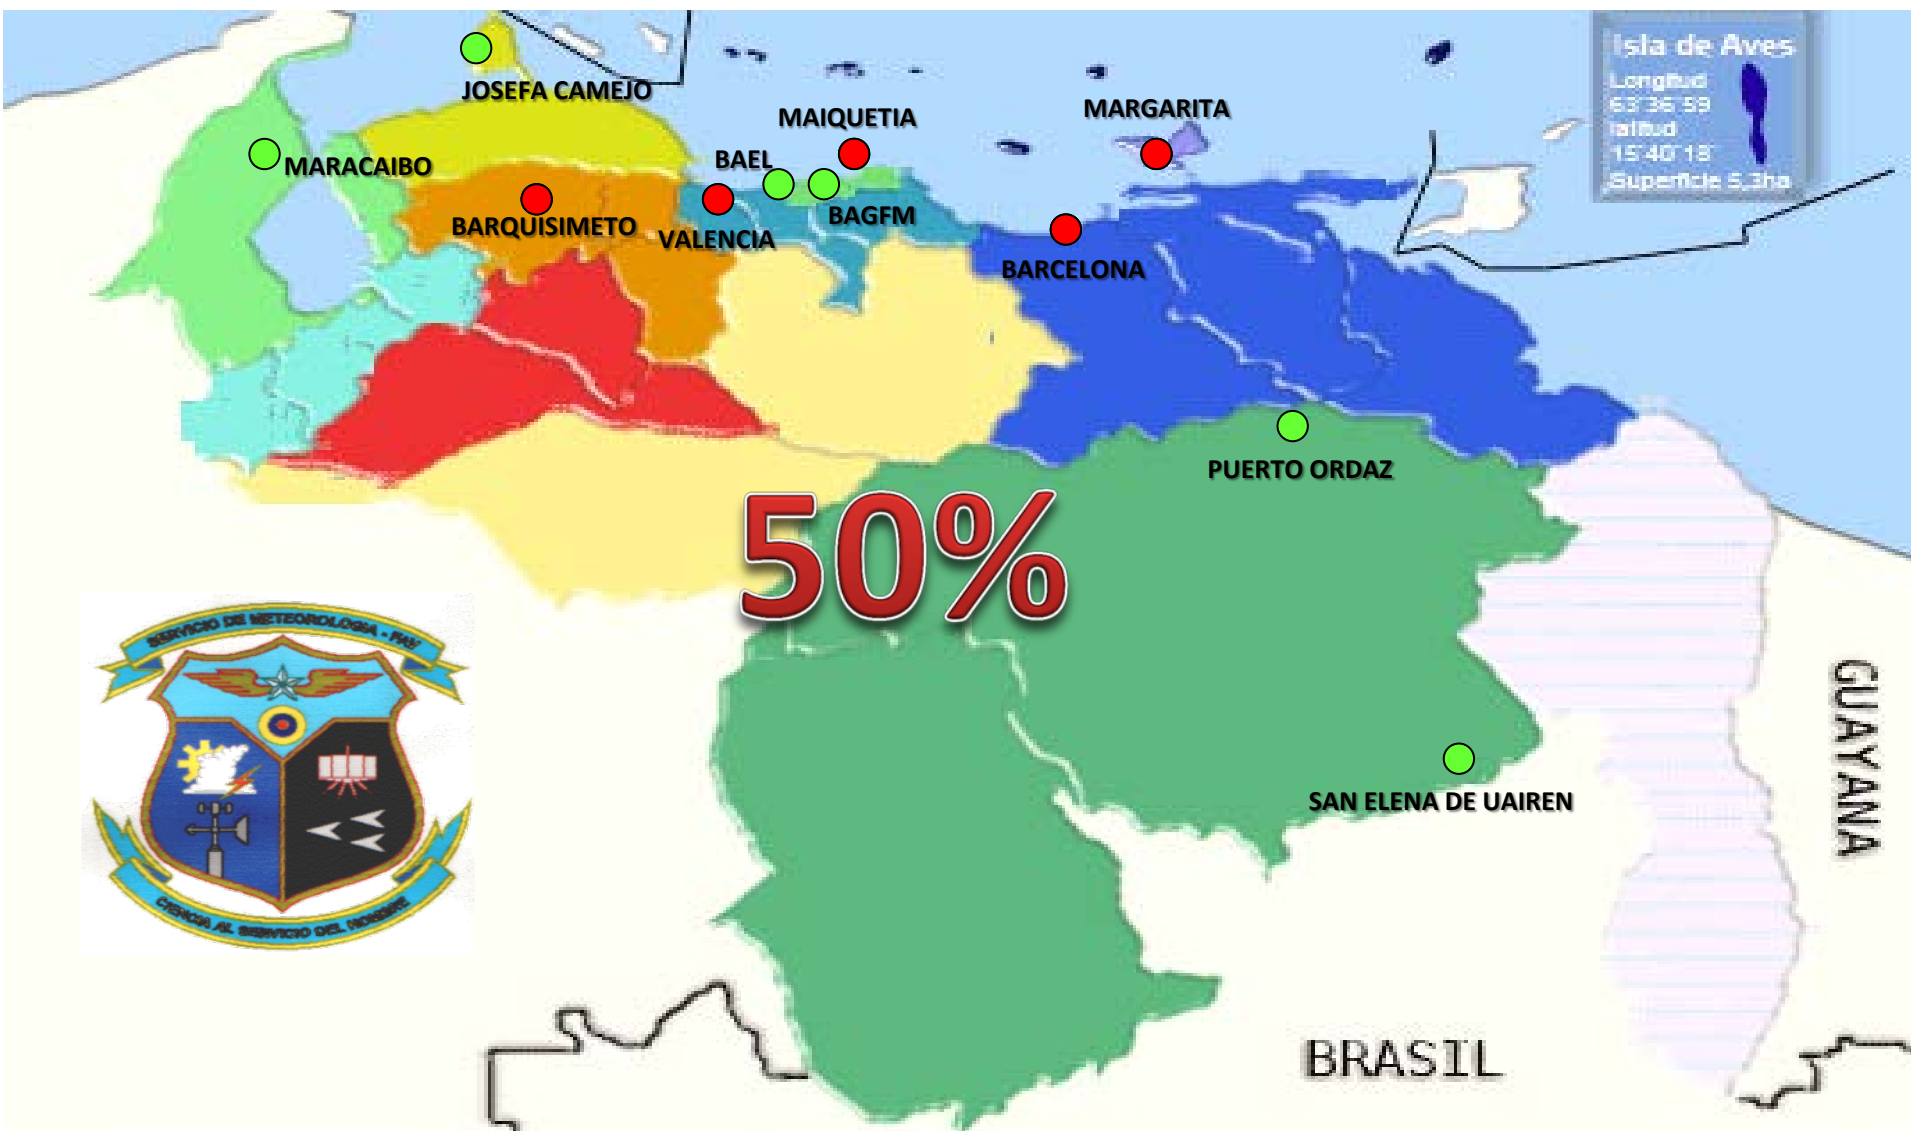 Isla de Aves
Longitud
63°36'59
latitud
15°40'18
Superficie 5,3ha
JOSEFA CAMEJO
MAIQUETIA
MARGARITA
MARACAIBO
BAEL
BARQUISIMETO
VALENCIA
BAGFM
BARCELONA
PUERTO ORDAZ
50%
SAN ELENA DE UAIREN
GUAYANA
SERVICIO DE METEOROLOGIA - FAV
CIENCIA AL SERVICIO DEL HOMBRE
BRASIL